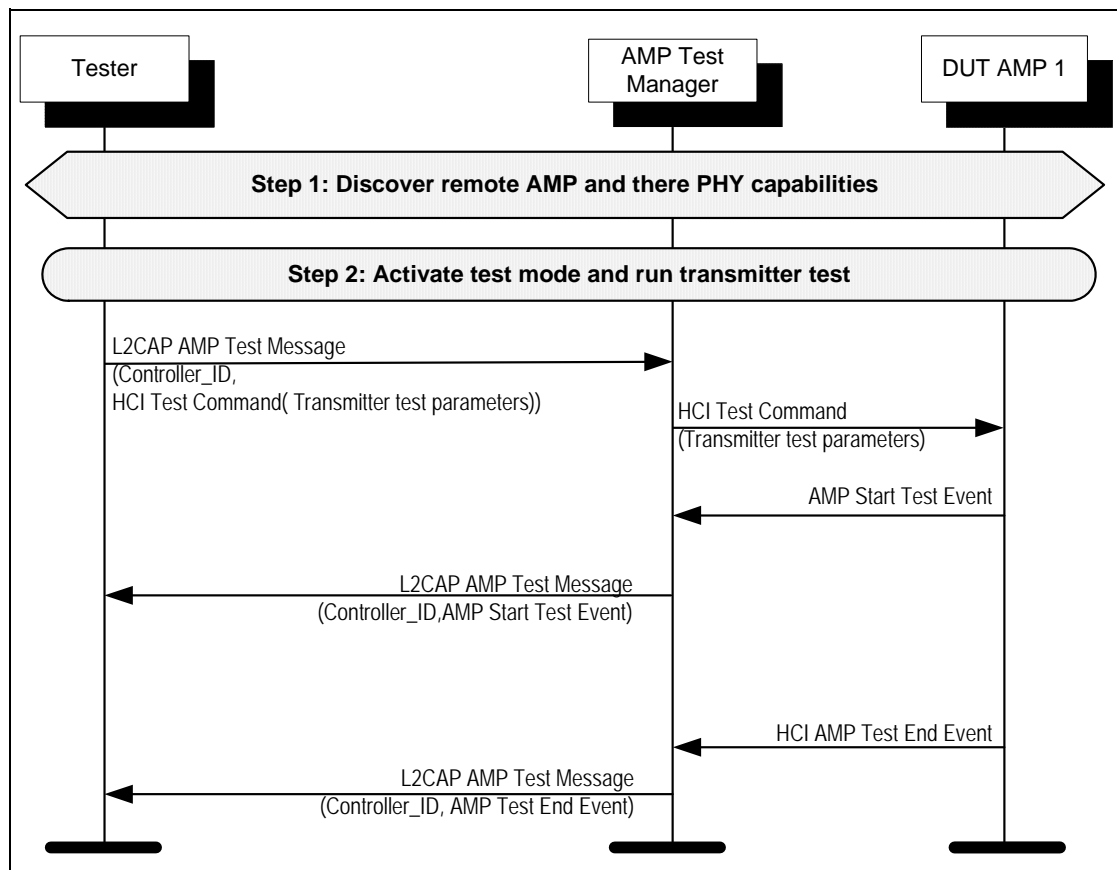 Tester
AMP Test
Manager
DUT AMP 1
Step 1: Discover remote AMP and there PHY capabilities
Step 2: Activate test mode and run transmitter test
L2CAP AMP Test Message
(Controller_ID,
HCI Test Command( Transmitter test parameters))
HCI Test Command
(Transmitter test parameters)
AMP Start Test Event
L2CAP AMP Test Message
(Controller_ID,AMP Start Test Event)
HCI AMP Test End Event
L2CAP AMP Test Message
(Controller_ID, AMP Test End Event)